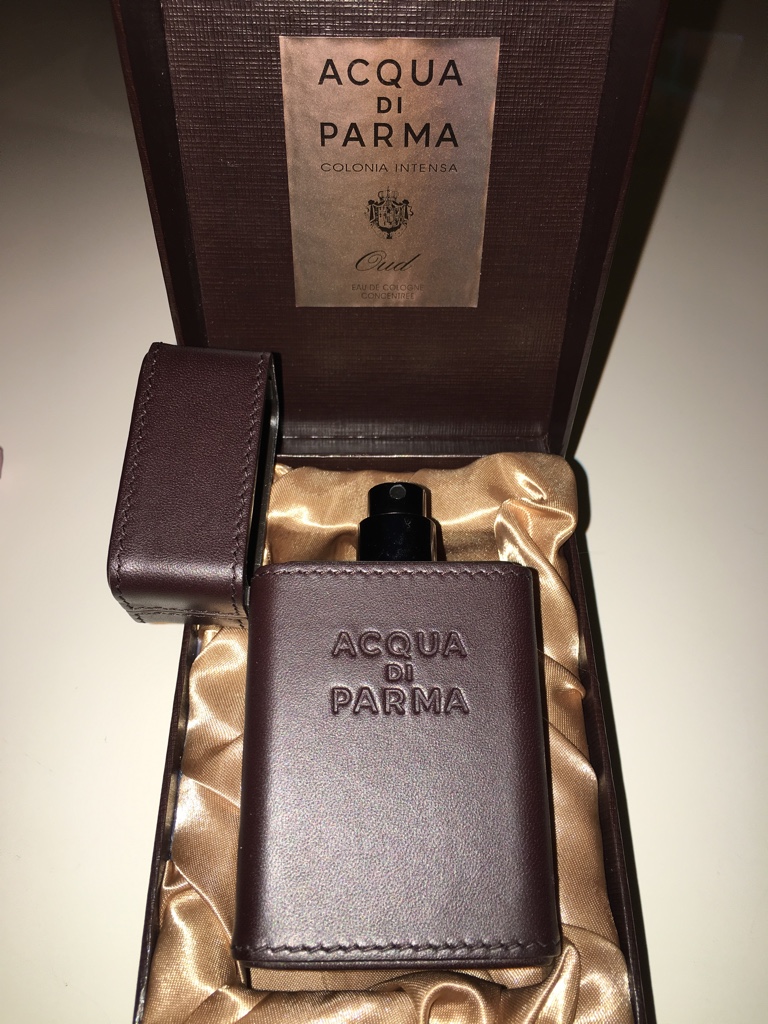 ACQUA
DI
PARMA
COLONIA INTENSA
Oud
EAU DE COLOGNE
CONCENTRÉE
ACQUA
DI
PARMA